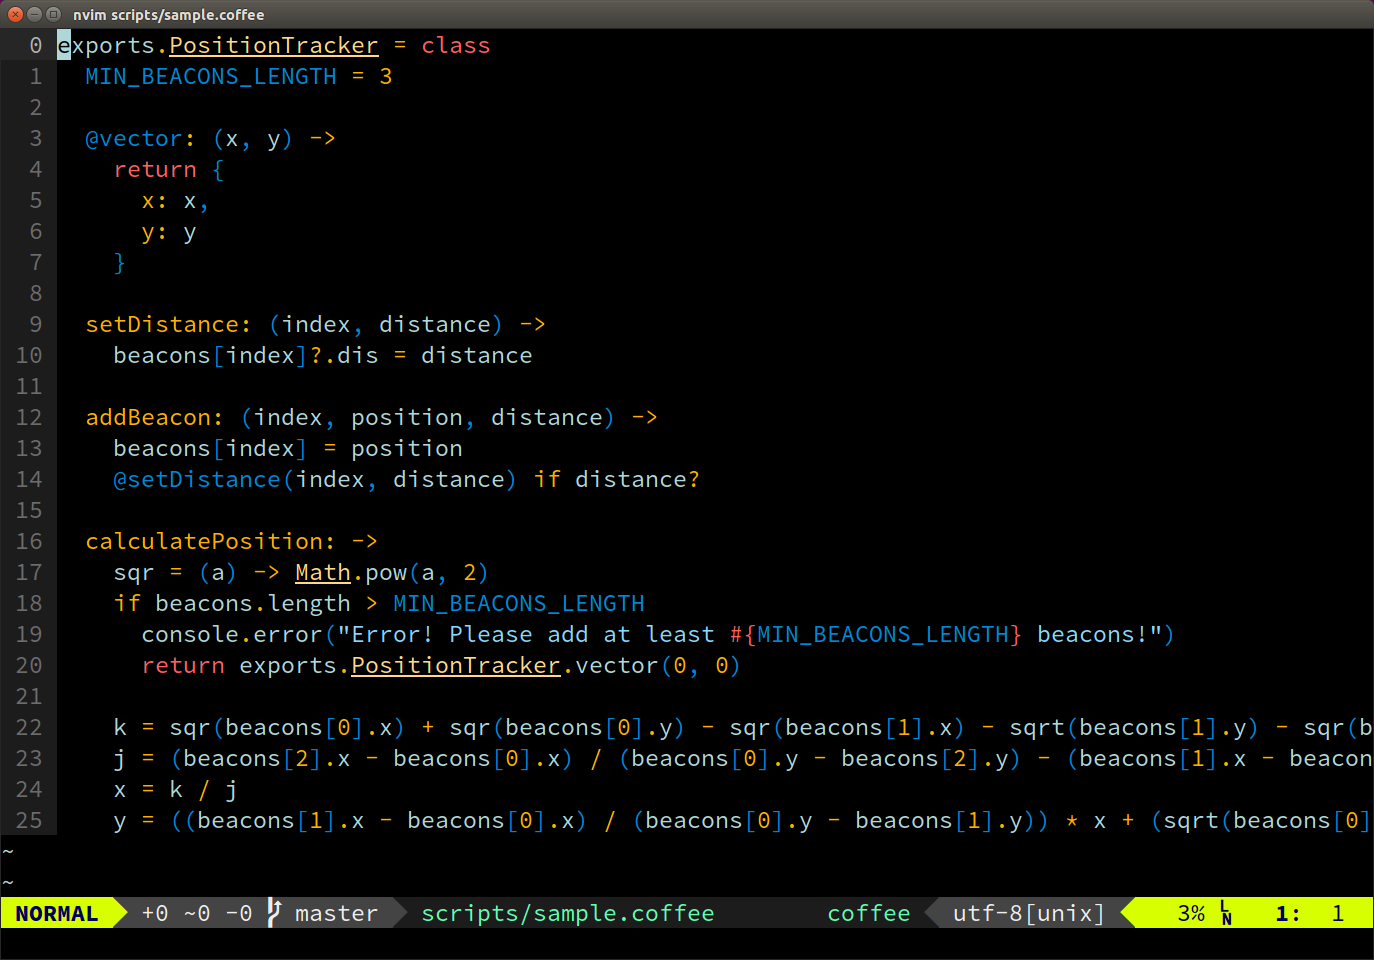 nvim scripts/sample.coffee
0 exports.PositionTracker = class
1   MIN_BEACONS_LENGTH = 3
2
3   @vector: (x, y) ->
4     return {
5       x: x,
6       y: y
7     }
8
9   setDistance: (index, distance) ->
10     beacons[index]?.dis = distance
11
12   addBeacon: (index, position, distance) ->
13     beacons[index] = position
14     @setDistance(index, distance) if distance?
15
16   calculatePosition: ->
17     sqr = (a) -> Math.pow(a, 2)
18     if beacons.length > MIN_BEACONS_LENGTH
19       console.error("Error! Please add at least #{MIN_BEACONS_LENGTH} beacons!")
20       return exports.PositionTracker.vector(0, 0)
21
22     k = sqr(beacons[0].x) + sqr(beacons[0].y) - sqr(beacons[1].x) - sqrt(beacons[1].y) - sqr(b
23     j = (beacons[2].x - beacons[0].x) / (beacons[0].y - beacons[2].y) - (beacons[1].x - beacon
24     x = k / j
25     y = ((beacons[1].x - beacons[0].x) / (beacons[0].y - beacons[1].y)) * x + (sqrt(beacons[0]
~
~
NORMAL +0 ~0 -0 master scripts/sample.coffee coffee utf-8[unix] 3% LN 1: 1